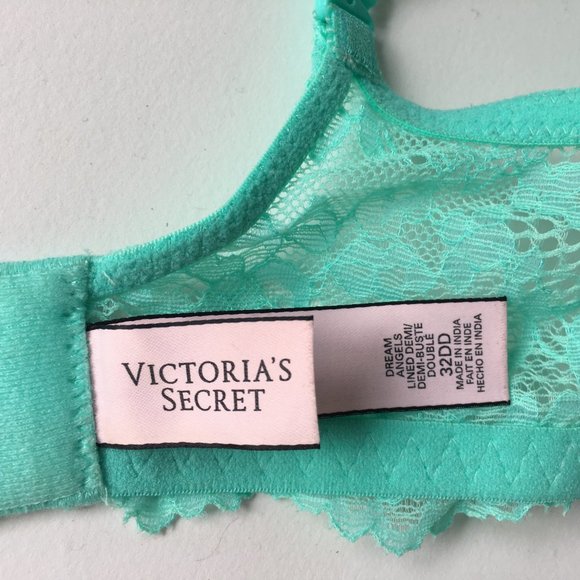 VICTORIA'S
SECRET
DREAM
ANGELS
LINED DEMI/
DEMI-BUSTE
DOUBLÉ
32DD
MADE IN INDIA
FAIT EN INDE
HECHO EN INDIA